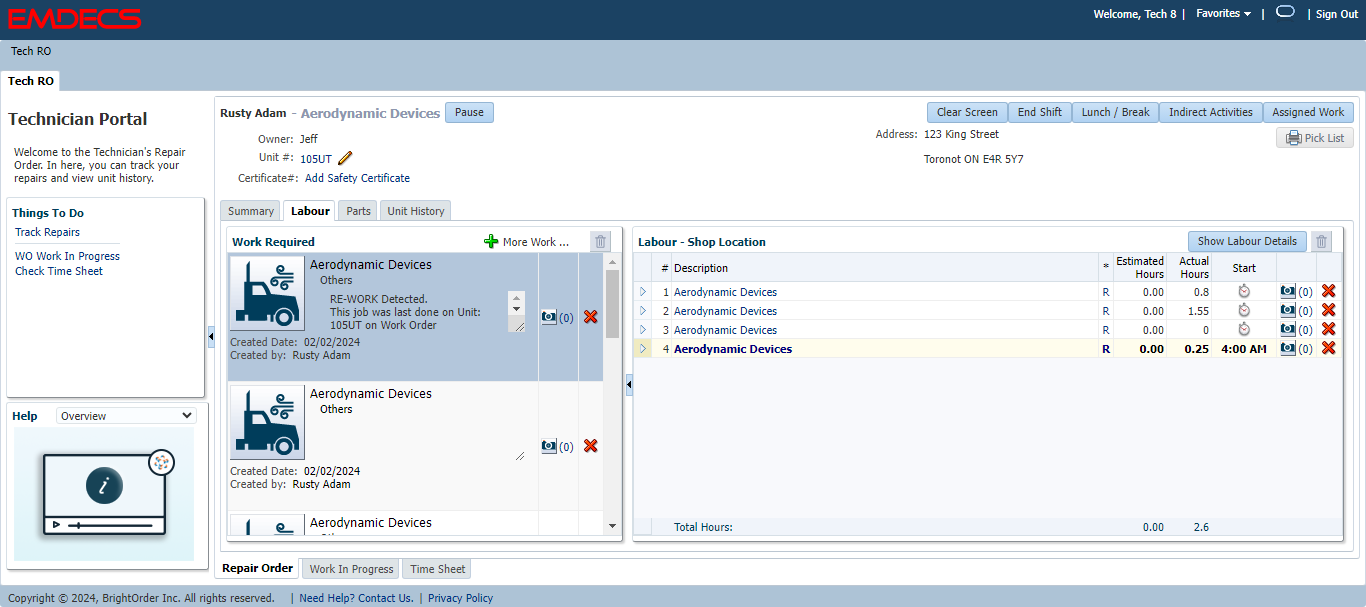 EMDECS
Welcome, Tech 8 | Favorites | | Sign Out
Tech RO
Tech RO
Technician Portal
Welcome to the Technician's Repair
Order. In here, you can track your
repairs and view unit history.
Things To Do
Track Repairs
WO Work In Progress
Check Time Sheet
Help Overview
i
Rusty Adam - Aerodynamic Devices Pause
Clear Screen End Shift Lunch / Break Indirect Activities Assigned Work
Owner: Jeff
Unit #: 105UT
Certificate#: Add Safety Certificate
Address: 123 King Street
Toronot ON E4R 5Y7
Pick List
Summary Labour Parts Unit History
Work Required More Work ...
Aerodynamic Devices
Others
RE-WORK Detected.
This job was last done on Unit:
105UT on Work Order
(0)
Created Date: 02/02/2024
Created by: Rusty Adam
Aerodynamic Devices
Others
(0)
Created Date: 02/02/2024
Created by: Rusty Adam
Aerodynamic Devices
Labour - Shop Location Show Labour Details
# Description * Estimated Hours Actual Hours Start
1 Aerodynamic Devices R 0.00 0.8 (0)
2 Aerodynamic Devices R 0.00 1.55 (0)
3 Aerodynamic Devices R 0.00 0 (0)
4 Aerodynamic Devices R 0.00 0.25 4:00 AM (0)
Total Hours: 0.00 2.6
Repair Order Work In Progress Time Sheet
Copyright © 2024, BrightOrder Inc. All rights reserved. | Need Help? Contact Us. | Privacy Policy